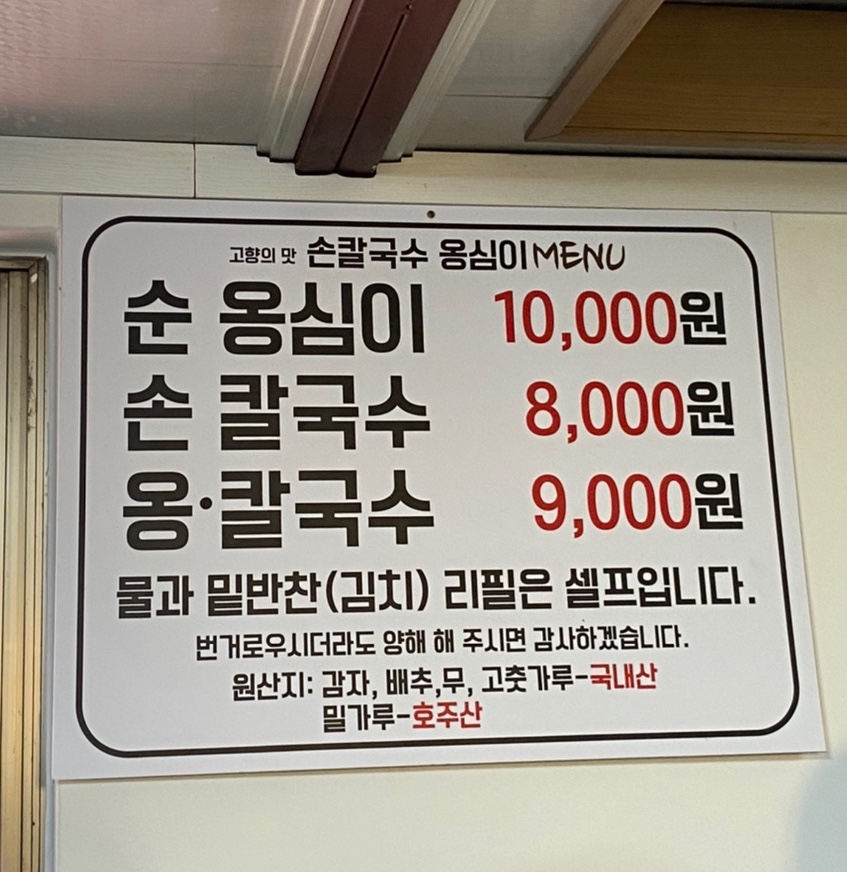 고향의 맛 손칼국수 옹심이 MENU
순 옹심이 10,000원
손 칼국수 8,000원
옹·칼국수 9,000원
물과 밑반찬(김치) 리필은 셀프입니다.
번거로우시더라도 양해 해 주시면 감사하겠습니다.
원산지: 감자, 배추,무, 고춧가루-국내산
밀가루-호주산